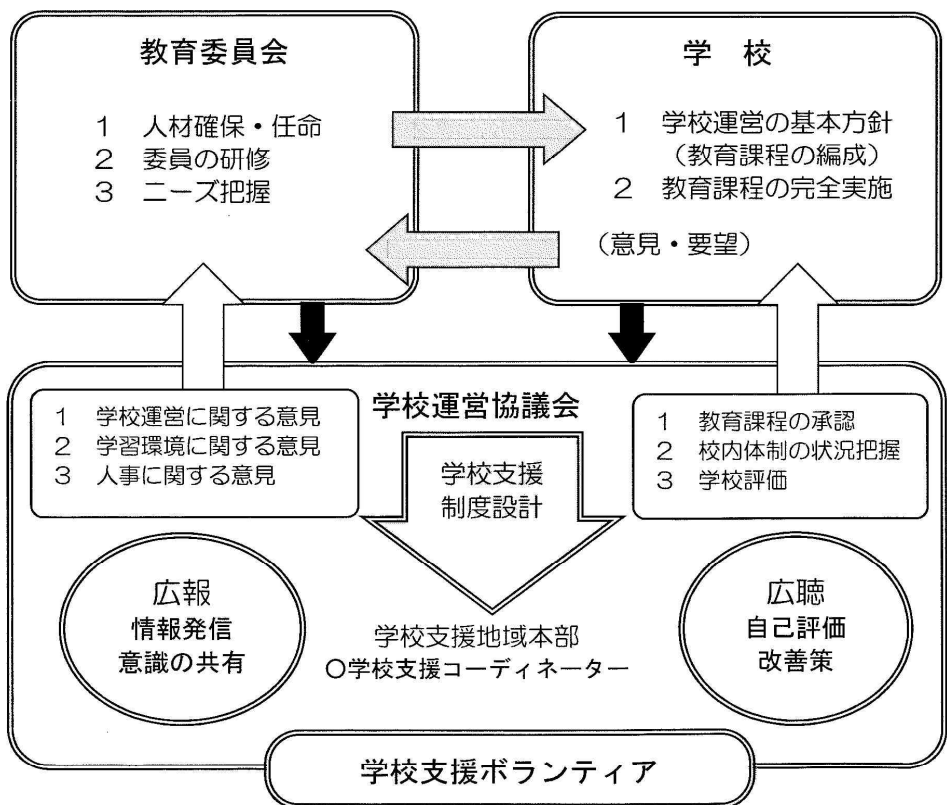 教育委員会
1 人材確保・任命
2 委員の研修
3 ニーズ把握
学 校
1 学校運営の基本方針
(教育課程の編成)
2 教育課程の完全実施
(意見・要望)
学校運営協議会
1 学校運営に関する意見
2 学習環境に関する意見
3 人事に関する意見
学校支援
制度設計
1 教育課程の承認
2 校内体制の状況把握
3 学校評価
広報
情報発信
意識の共有
学校支援地域本部
〇学校支援コーディネーター
広聴
自己評価
改善策
学校支援ボランティア